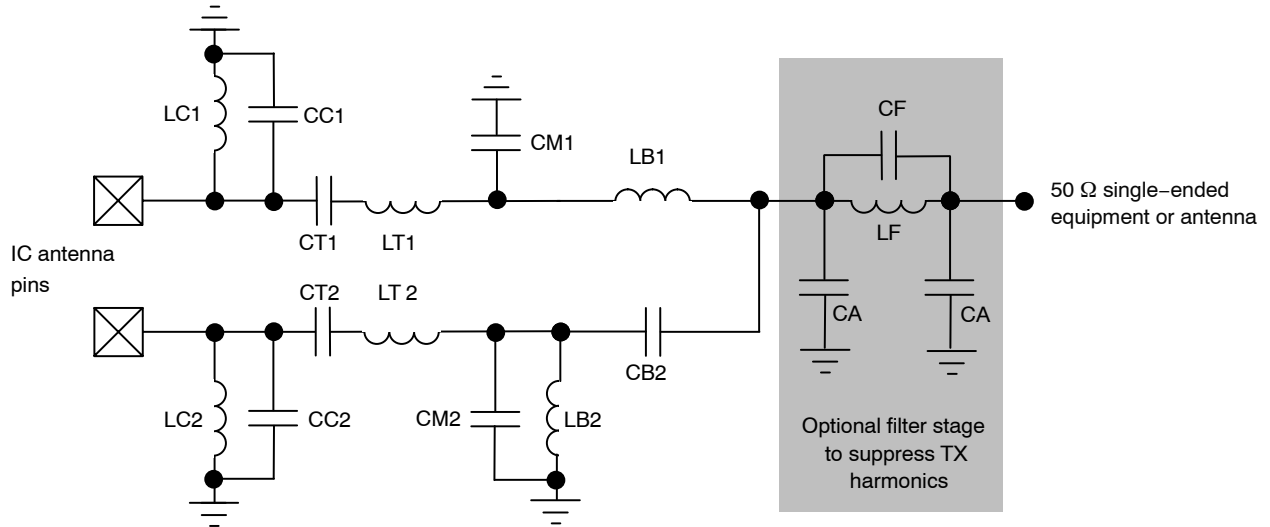 LC1
CC1
CM1
CF
LB1
50 Ω single−ended
equipment or antenna
CT1
LT1
LF
IC antenna
pins
CT2
LT 2
CA
CA
CB2
LC2
CC2
CM2
LB2
Optional filter stage
to suppress TX
harmonics